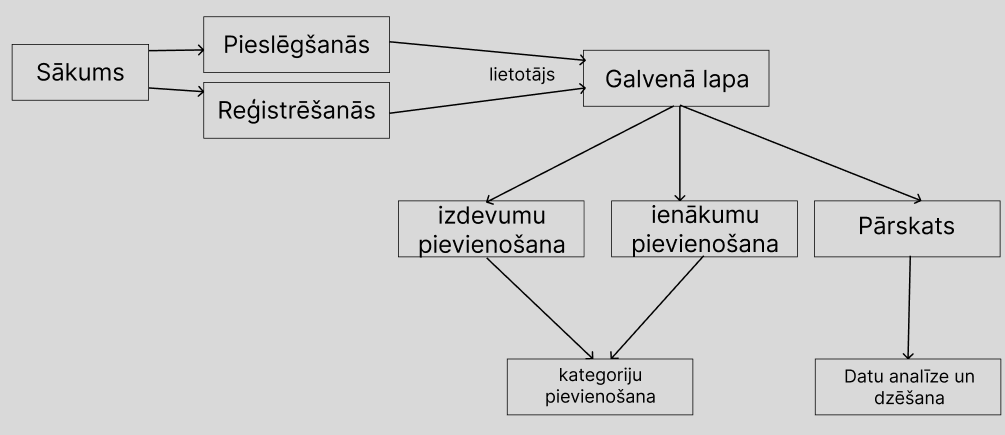 Sākums
Pieslēgšanās
Reģistrēšanās
lietotājs
Galvenā lapa
izdevumu
pievienošana
ienākumu
pievienošana
Pārskats
kategoriju
pievienošana
Datu analīze un
dzēšana